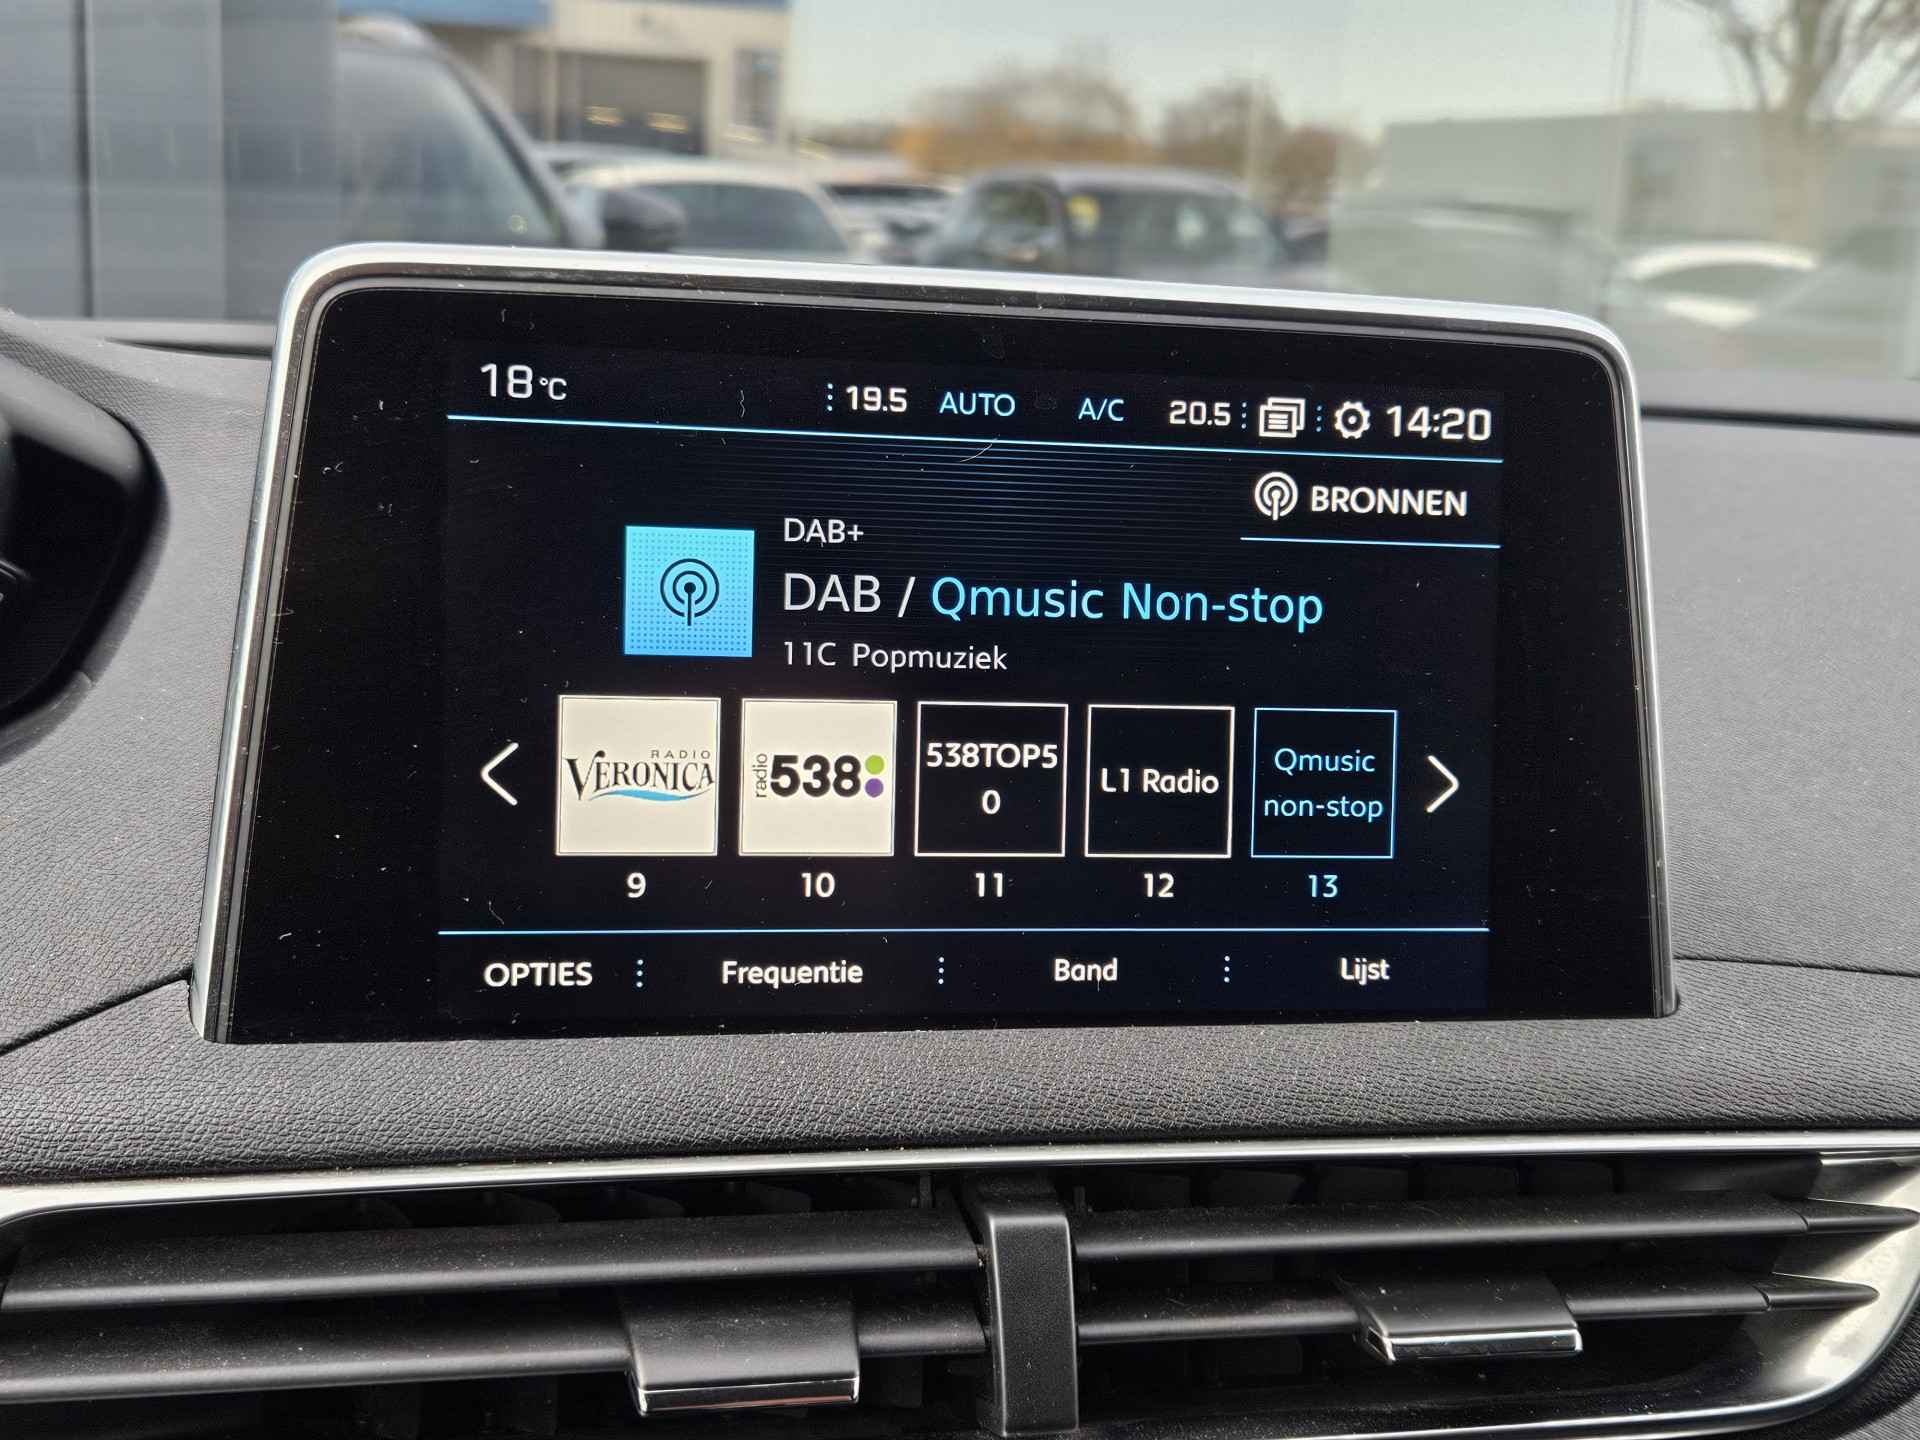 18°C 19.5 AUTO A/C 20.5 14:20
BRONNEN
DAB+
DAB / Qmusic Non-stop
11C Popmuziek
RADIO
VERONICA
radio 538
538TOP5
0
L1 Radio
Qmusic
non-stop
9 10 11 12 13
OPTIES Frequentie Band Lijst